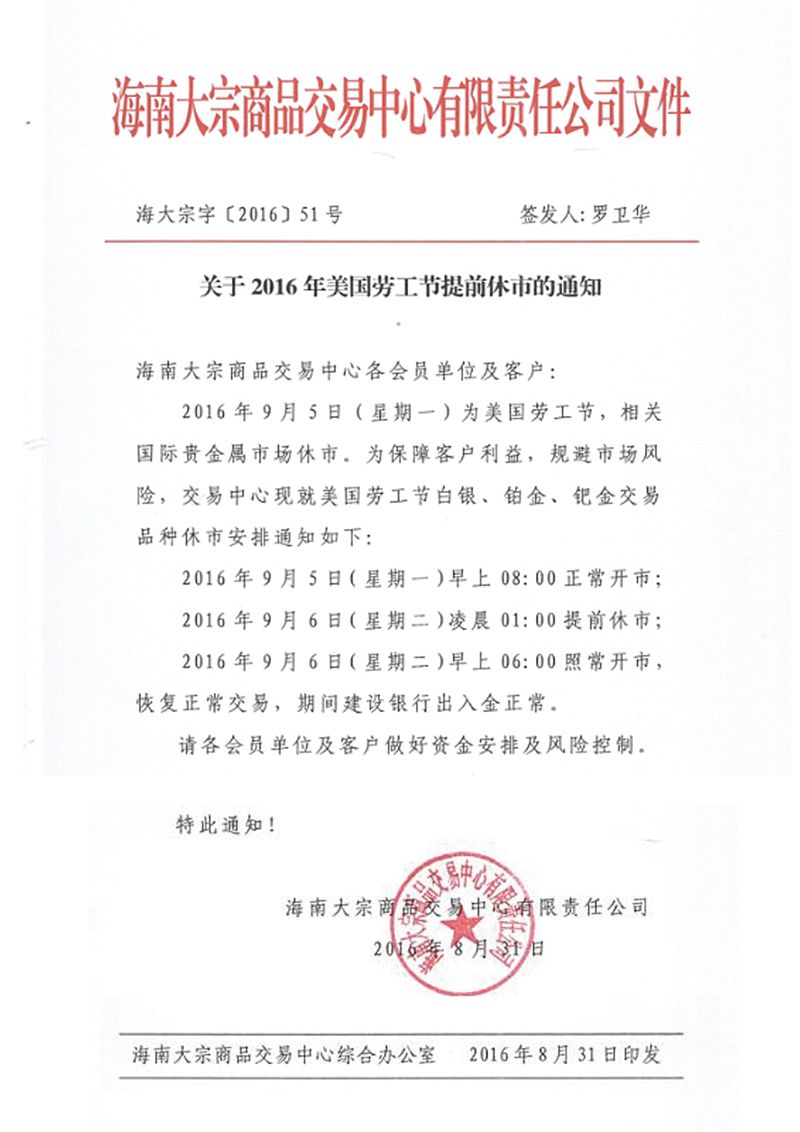 海南大宗商品交易中心有限责任公司文件
海大宗字〔2016〕51号 签发人:罗卫华
关于2016年美国劳工节提前休市的通知
海南大宗商品交易中心各会员单位及客户:
2016年9月5日(星期一)为美国劳工节,相关
国际贵金属市场休市。为保障客户利益,规避市场风
险,交易中心现就美国劳工节白银、铂金、钯金交易
品种休市安排通知如下:
2016年9月5日(星期一)早上08:00正常开市;
2016年9月6日(星期二)凌晨01:00提前休市;
2016年9月6日(星期二)早上06:00照常开市,
恢复正常交易,期间建设银行出入金正常。
请各会员单位及客户做好资金安排及风险控制。
特此通知!
海南大宗商品交易中心有限责任公司
海南大宗商品交易中心有限责任公司
2016年8月31日
海南大宗商品交易中心综合办公室 2016年8月31日印发